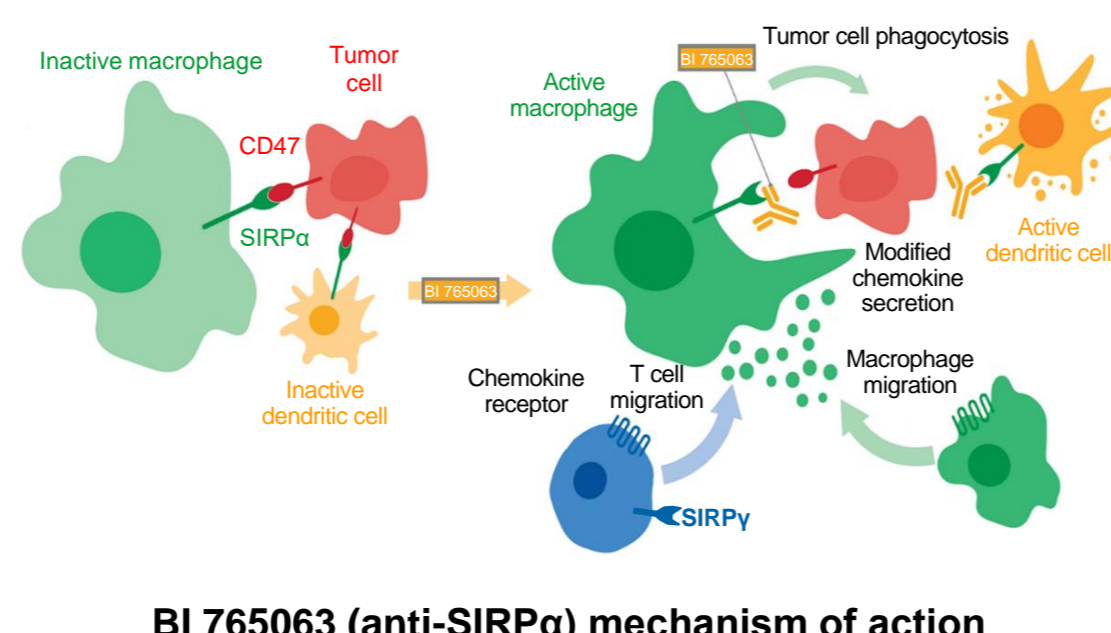 Inactive macrophage
Tumor
cell
CD47
SIRPα
Inactive
dendritic cell
BI 765063
BI 765063
Tumor cell phagocytosis
Active
macrophage
Active
dendritic cell
Modified
chemokine
secretion
Chemokine
receptor
T cell
migration
Macrophage
migration
SIRPγ
BI 765063 (anti-SIRPα) mechanism of action